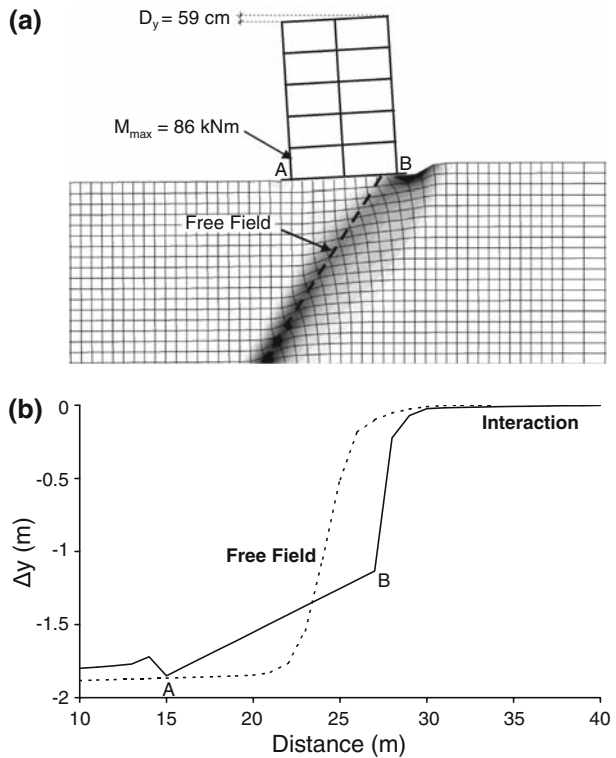 (a)
Dy = 59 cm
Mmax = 86 kNm
A
B
Free Field
(b)
0
-0.5
-1
-1.5
-2
Δy (m)
Interaction
Free Field
B
A
10
15
20
25
30
35
40
Distance (m)